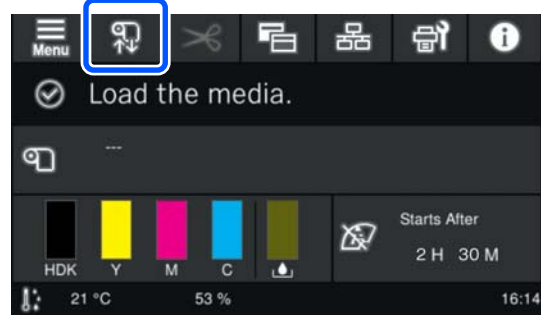 Menu
Load the media.
---
HDK Y M C
Starts After
2 H 30 M
21 °C 53 % 16:14